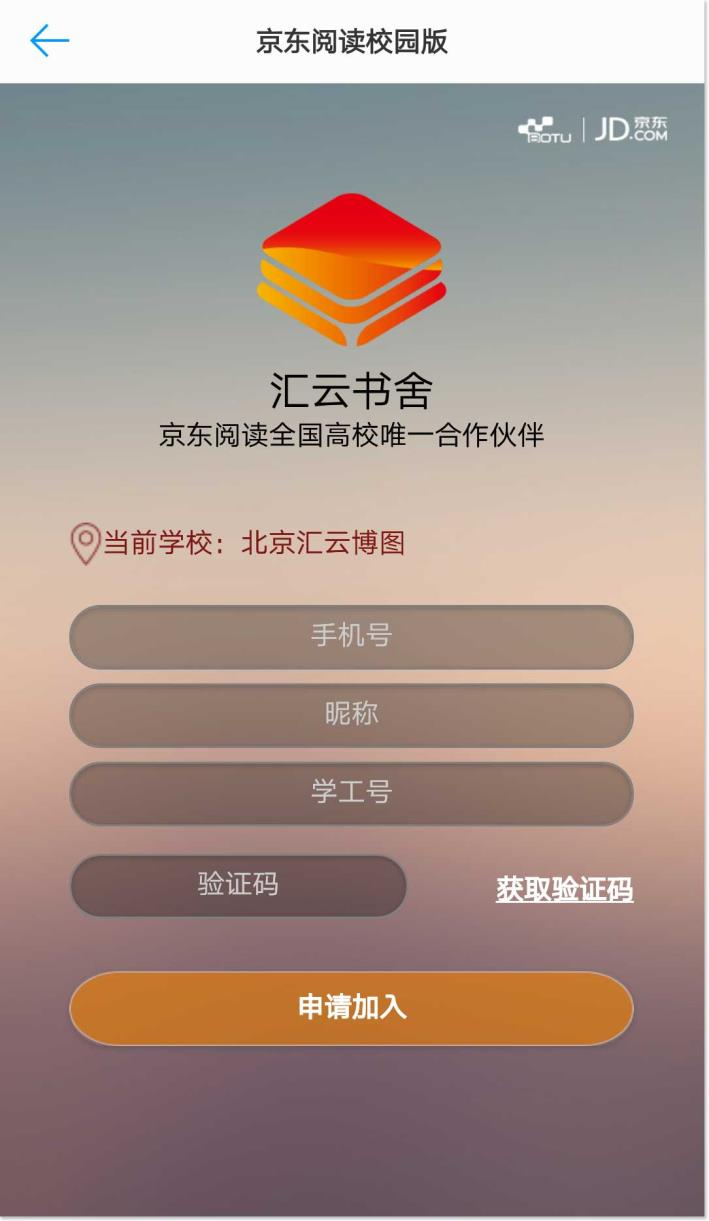 京东阅读校园版
BOTU | JD.COM 京东
汇云书舍
京东阅读全国高校唯一合作伙伴
当前学校：北京汇云博图
手机号
昵称
学工号
验证码 获取验证码
申请加入